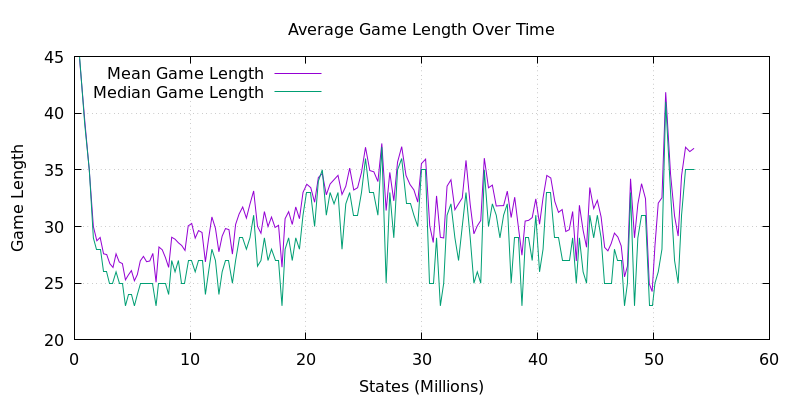 Average Game Length Over Time
45
Mean Game Length
Median Game Length
40
35
Game Length
30
25
20
0 10 20 30 40 50 60
States (Millions)